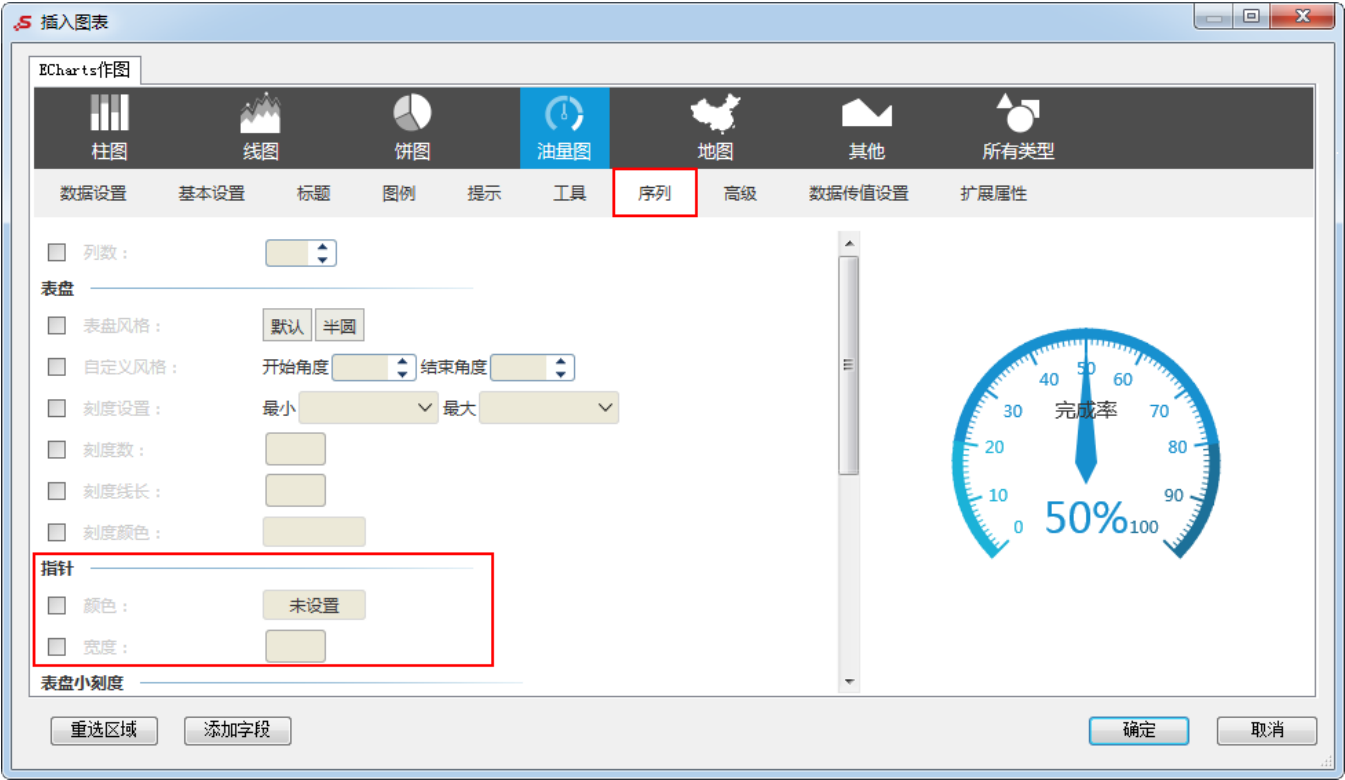 插入图表
ECharts作图
柱图 线图 饼图 油量图 地图 其他 所有类型
数据设置 基本设置 标题 图例 提示 工具 序列 高级 数据传值设置 扩展属性
列数：
表盘
表盘风格： 默认 半圆
自定义风格： 开始角度 结束角度
刻度设置： 最小 最大
刻度数：
刻度线长：
刻度颜色：
指针
颜色： 未设置
宽度：
表盘小刻度
0
10
20
30
40
50
60
70
80
90
100
完成率
50%
重选区域 添加字段 确定 取消